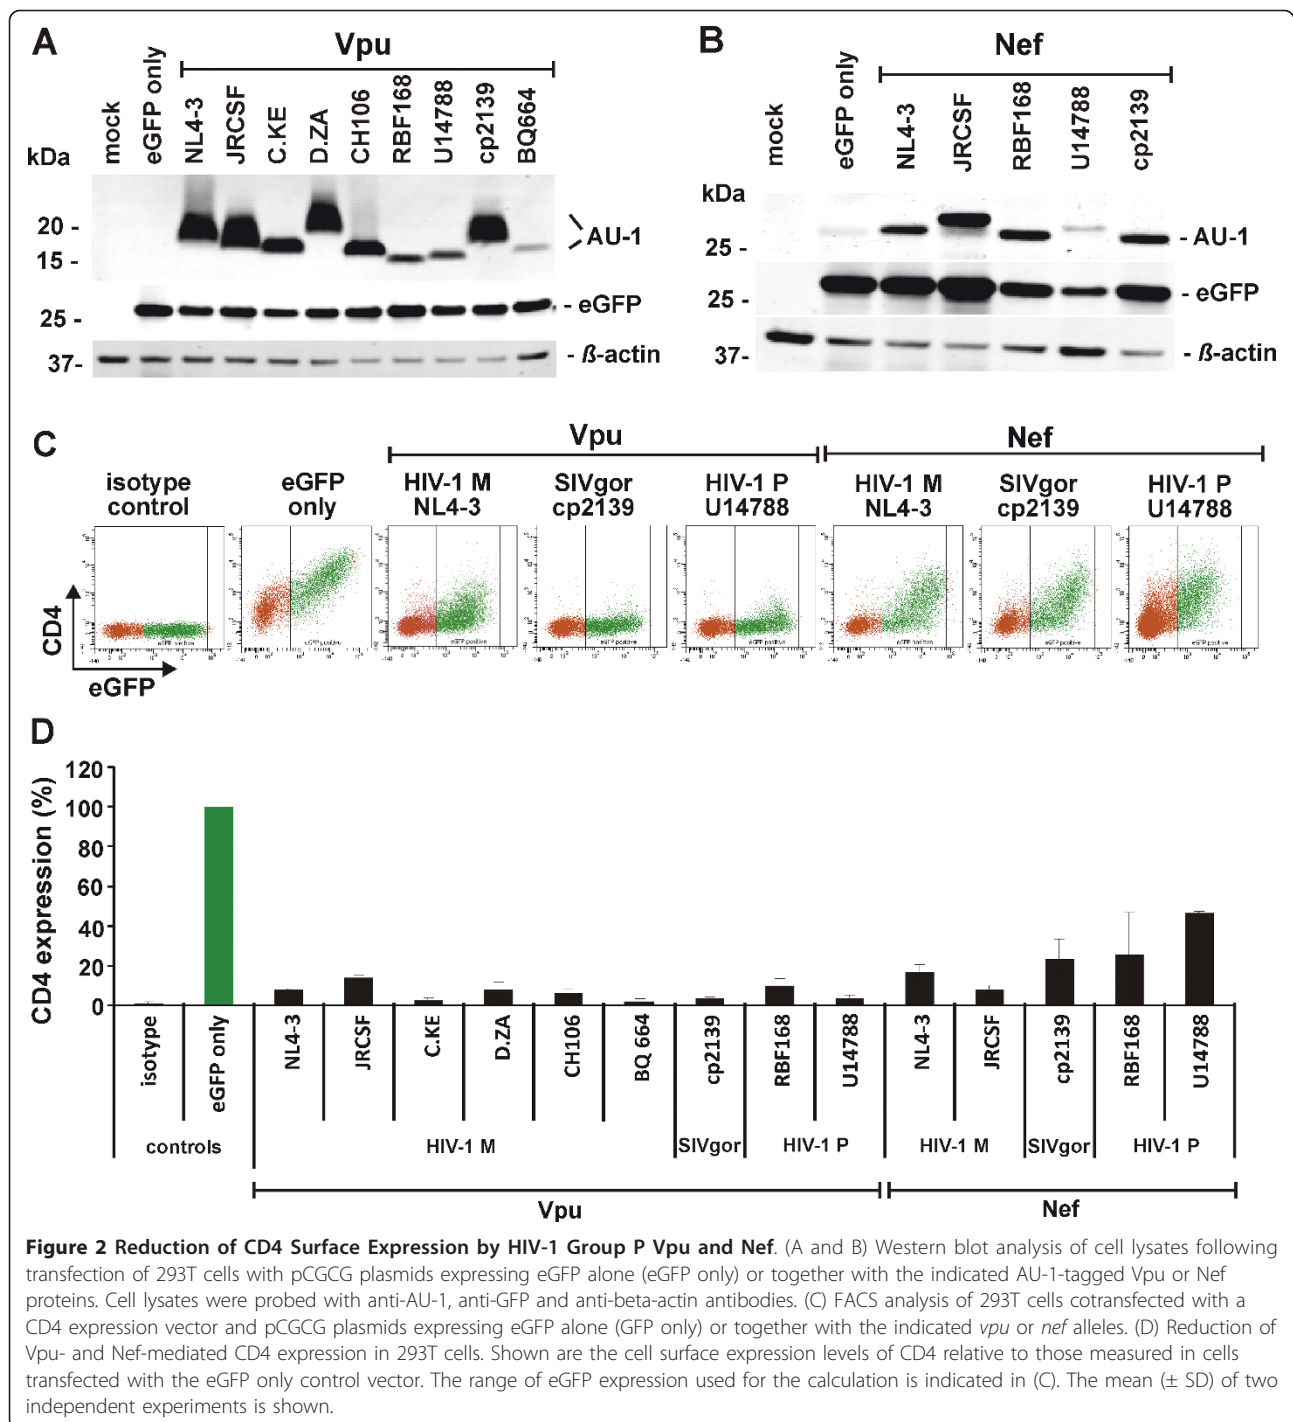 A
Vpu
mock
eGFP only
NL4-3
JRCSF
C.KE
D.ZA
CH106
RBF168
U14788
cp2139
BQ664
kDa
20 -
15 -
AU-1
25 -
- eGFP
37-
- ß-actin
B
Nef
mock
eGFP only
NL4-3
JRCSF
RBF168
U14788
cp2139
kDa
25 -
- AU-1
25 -
- eGFP
37-
- ß-actin
C
Vpu
Nef
isotype control
eGFP only
HIV-1 M NL4-3
SIVgor cp2139
HIV-1 P U14788
HIV-1 M NL4-3
SIVgor cp2139
HIV-1 P U14788
CD4
eGFP
D
CD4 expression (%)
120
100
80
60
40
20
0
isotype
eGFP only
NL4-3
JRCSF
C.KE
D.ZA
CH106
BQ 664
cp2139
RBF168
U14788
NL4-3
JRCSF
cp2139
RBF168
U14788
controls
HIV-1 M
SIVgor
HIV-1 P
HIV-1 M
SIVgor
HIV-1 P
Vpu
Nef
Figure 2 Reduction of CD4 Surface Expression by HIV-1 Group P Vpu and Nef. (A and B) Western blot analysis of cell lysates following
transfection of 293T cells with pCGCG plasmids expressing eGFP alone (eGFP only) or together with the indicated AU-1-tagged Vpu or Nef
proteins. Cell lysates were probed with anti-AU-1, anti-GFP and anti-beta-actin antibodies. (C) FACS analysis of 293T cells cotransfected with a
CD4 expression vector and pCGCG plasmids expressing eGFP alone (GFP only) or together with the indicated vpu or nef alleles. (D) Reduction of
Vpu- and Nef-mediated CD4 expression in 293T cells. Shown are the cell surface expression levels of CD4 relative to those measured in cells
transfected with the eGFP only control vector. The range of eGFP expression used for the calculation is indicated in (C). The mean (± SD) of two
independent experiments is shown.